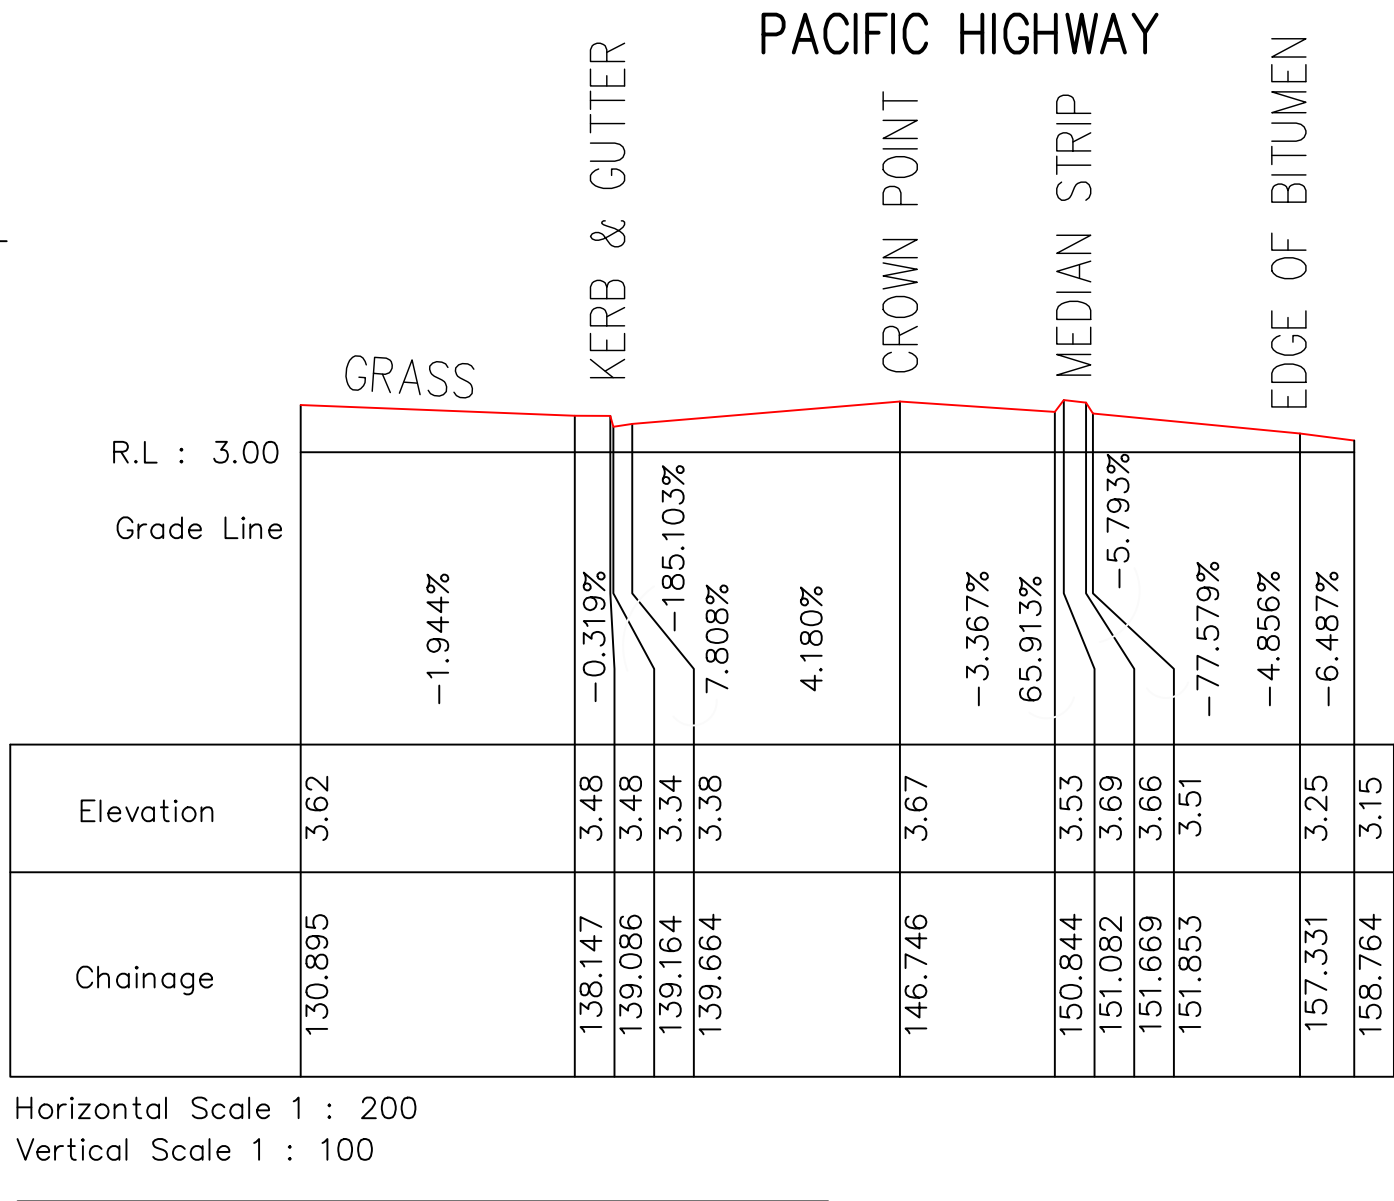 PACIFIC HIGHWAY
KERB & GUTTER
CROWN POINT
MEDIAN STRIP
EDGE OF BITUMEN
GRASS
R.L : 3.00
Grade Line
-1.944%
-0.319%
-185.103%
7.808%
4.180%
-3.367%
65.913%
-5.793%
-77.579%
-4.856%
-6.487%
Elevation
3.62
3.48
3.48
3.34
3.38
3.67
3.53
3.69
3.66
3.51
3.25
3.15
Chainage
130.895
138.147
139.086
139.164
139.664
146.746
150.844
151.082
151.669
151.853
157.331
158.764
Horizontal Scale 1 : 200
Vertical Scale 1 : 100